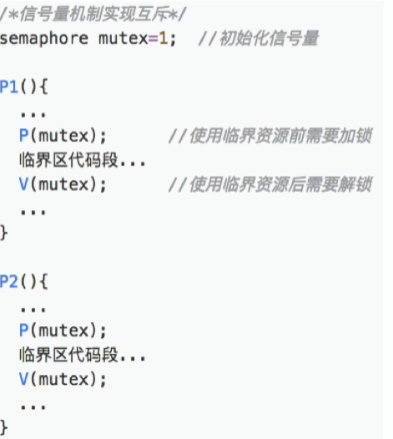 /*信号量机制实现互斥*/
semaphore mutex=1;  //初始化信号量
P1(){
...
P(mutex);  //使用临界资源前需要加锁
临界区代码段...
V(mutex);  //使用临界资源后需要解锁
...
}
P2(){
...
P(mutex);
临界区代码段...
V(mutex);
...
}